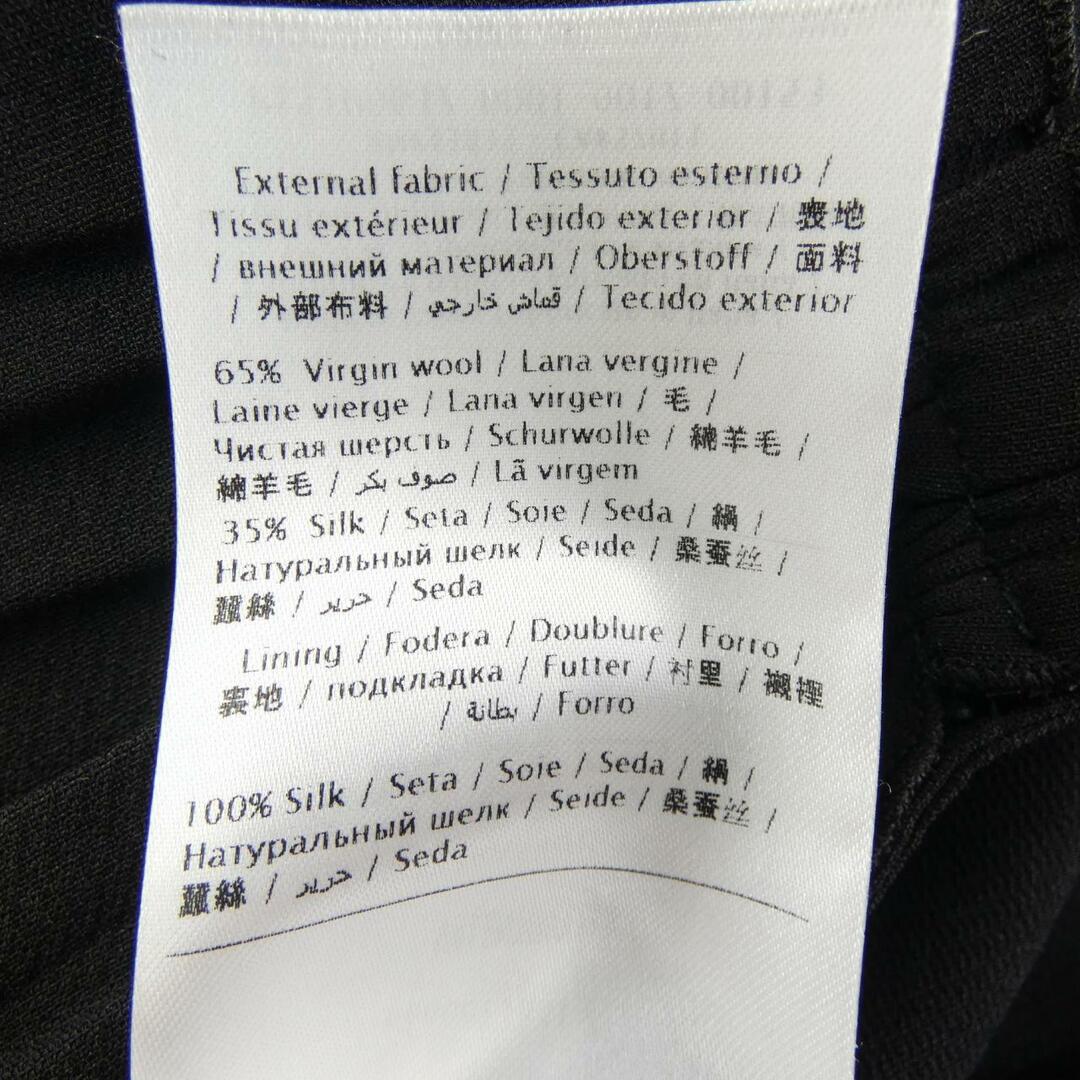 External fabric / Tessuto esterno /
Tissu extérieur / Tejido exterior / 表地
/ внешний материал / Oberstoff / 面料
/ 外部布料 / قماش خارجي / Tecido exterior
65% Virgin wool / Lana vergine /
Laine vierge / Lana virgen / 毛 /
Чистая шерсть / Schurwolle / 綿羊毛 /
綿羊毛 / صوف بكر / Lã virgem
35% Silk / Seta / Soie / Seda / 絹 /
Натуральный шелк / Seide / 桑蚕丝 /
蠶絲 / حرير / Seda
Lining / Fodera / Doublure / Forro /
裏地 / подкладка / Futter / 衬里 / 襯裡
/ بطانة / Forro
100% Silk / Seta / Soie / Seda / 絹 /
Натуральный шелк / Seide / 桑蚕丝 /
蠶絲 / حرير / Seda